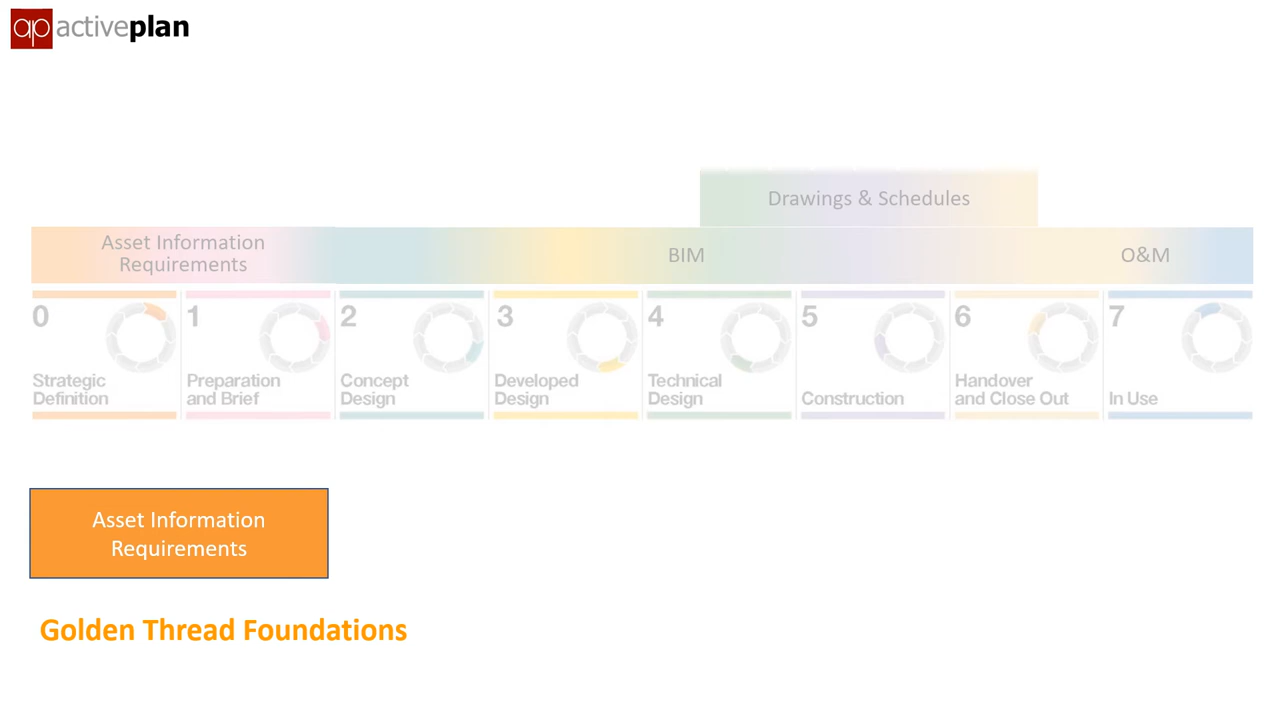 ap activeplan
Drawings & Schedules
Asset Information
Requirements
BIM
O&M
0
1
2
3
4
5
6
7
Strategic
Definition
Preparation
and Brief
Concept
Design
Developed
Design
Technical
Design
Construction
Handover
and Close Out
In Use
Asset Information
Requirements
Golden Thread Foundations